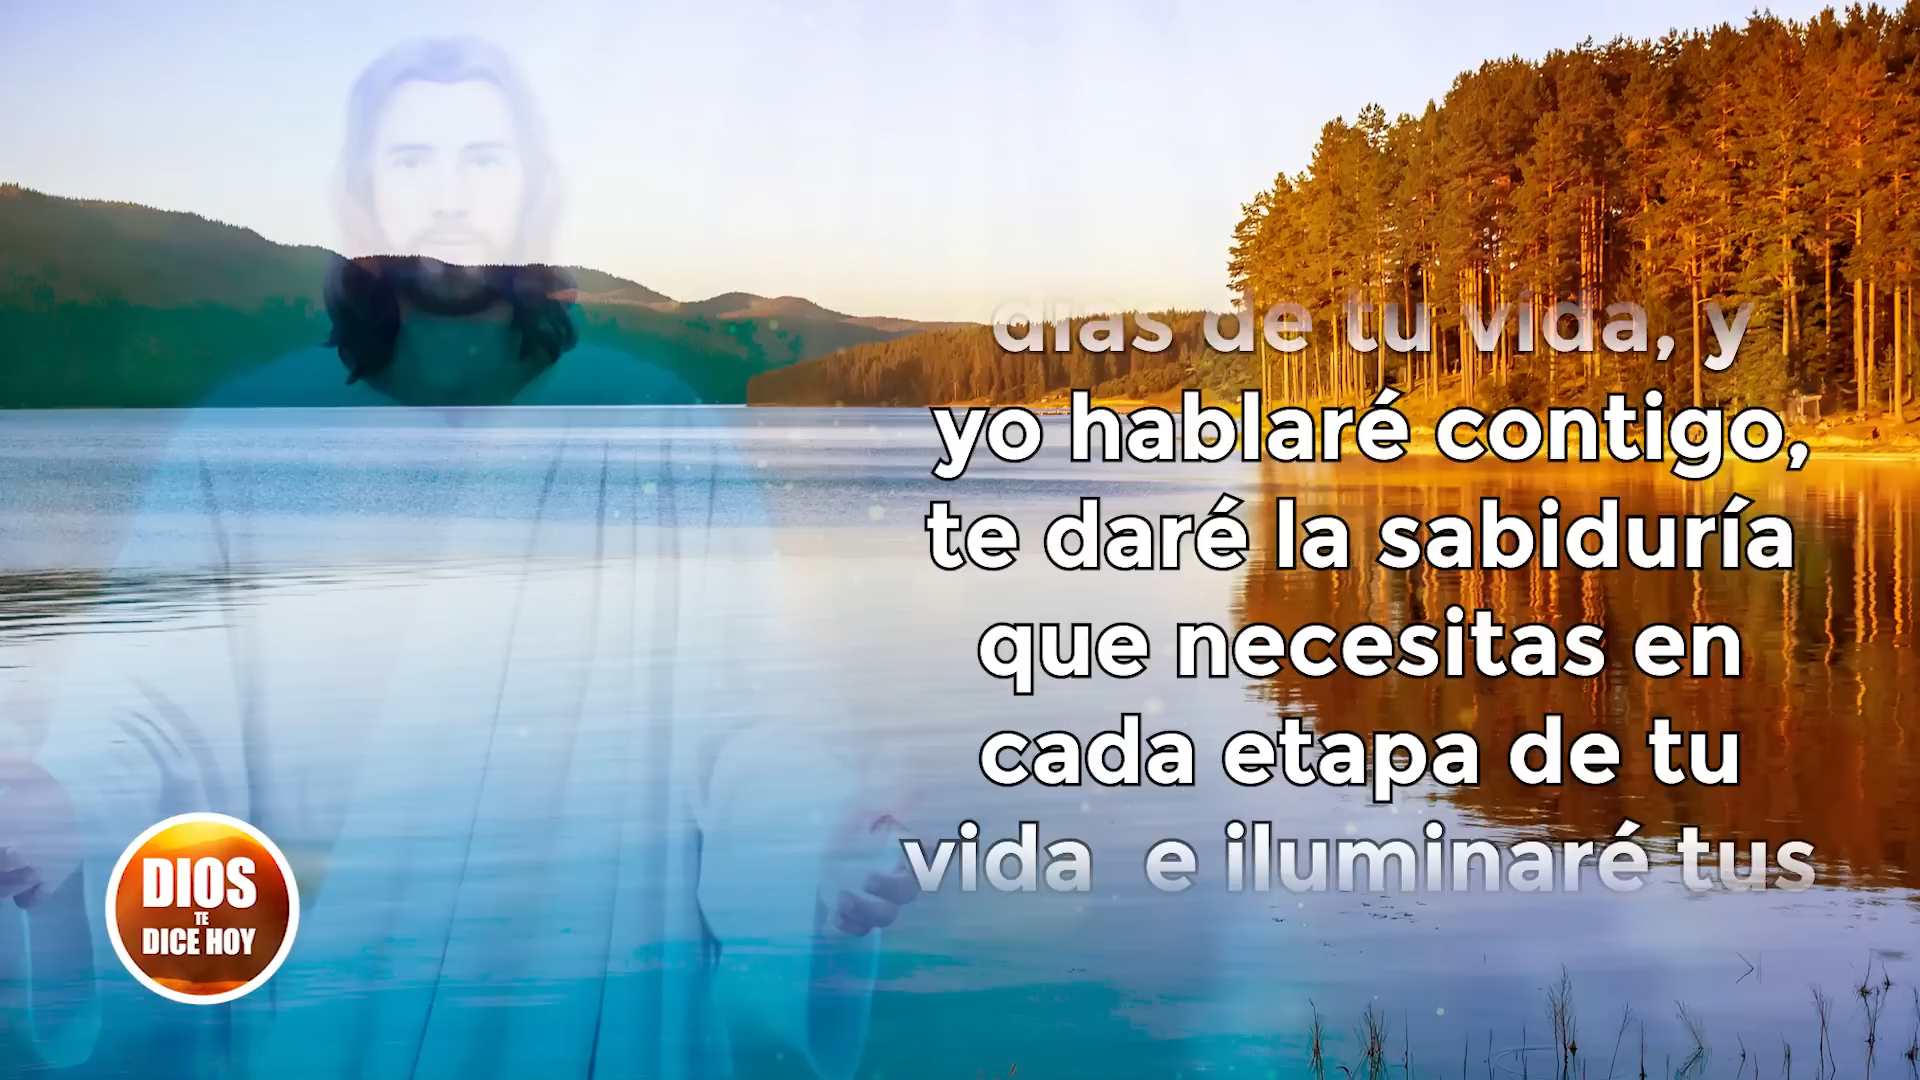 días de tu vida, y
yo hablaré contigo,
te daré la sabiduría
que necesitas en
cada etapa de tu
vida  e iluminaré tus
DIOS
TE
DICE HOY